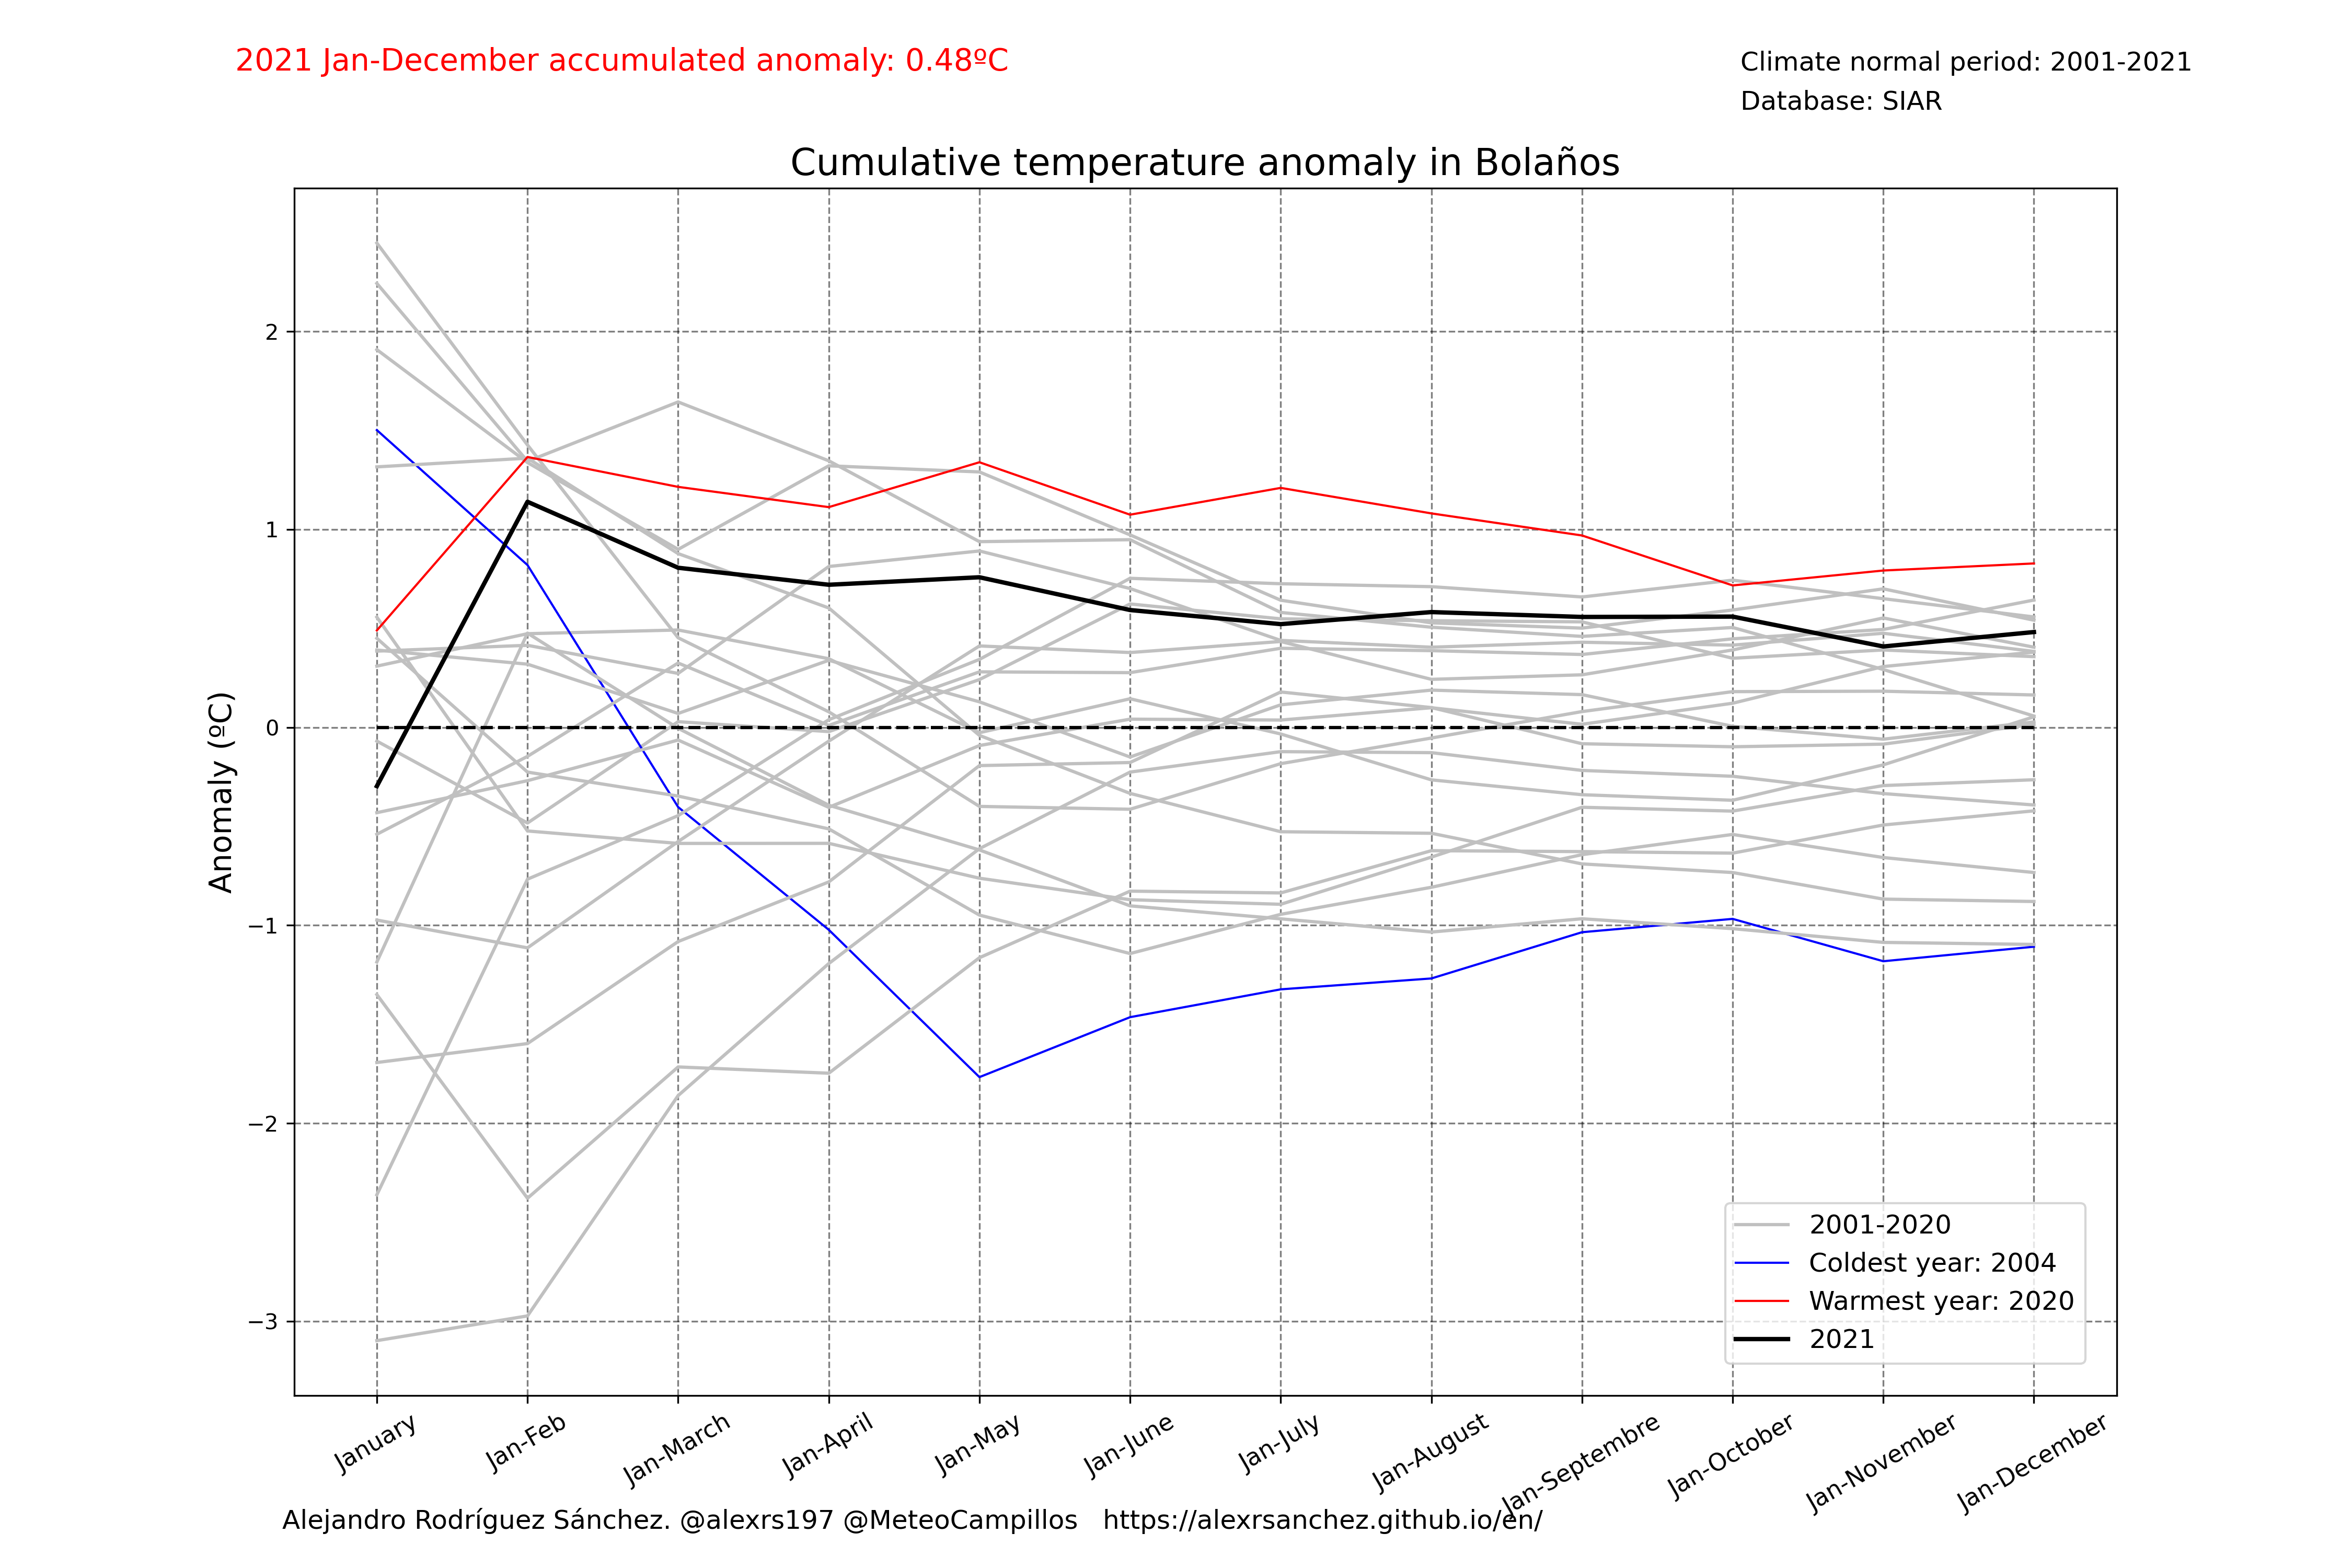 2021 Jan-December accumulated anomaly: 0.48ºC
Climate normal period: 2001-2021
Database: SIAR
Cumulative temperature anomaly in Bolaños
Anomaly (ºC)
2
1
0
−1
−2
−3
2001-2020
Coldest year: 2004
Warmest year: 2020
2021
January
Jan-Feb
Jan-March
Jan-April
Jan-May
Jan-June
Jan-July
Jan-August
Jan-Septembre
Jan-October
Jan-November
Jan-December
Alejandro Rodríguez Sánchez. @alexrs197 @MeteoCampillos   https://alexrsanchez.github.io/en/